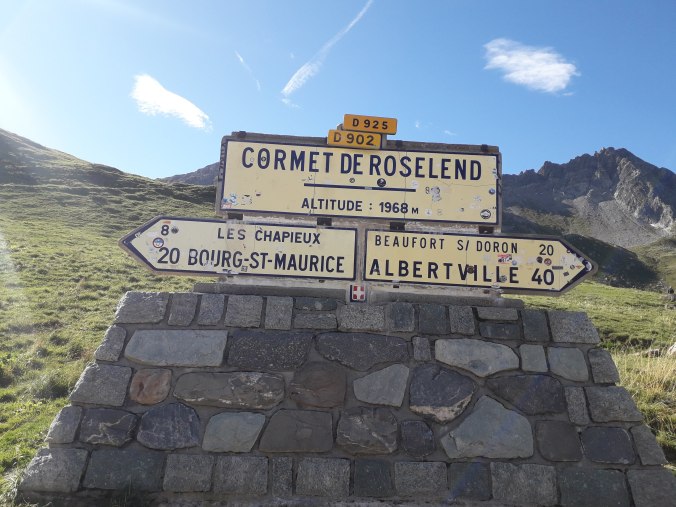 D 925
D 902
CORMET DE ROSELEND
ALTITUDE : 1968 M
8 LES CHAPIEUX
20 BOURG-ST-MAURICE
BEAUFORT S/ DORON 20
ALBERTVILLE 40